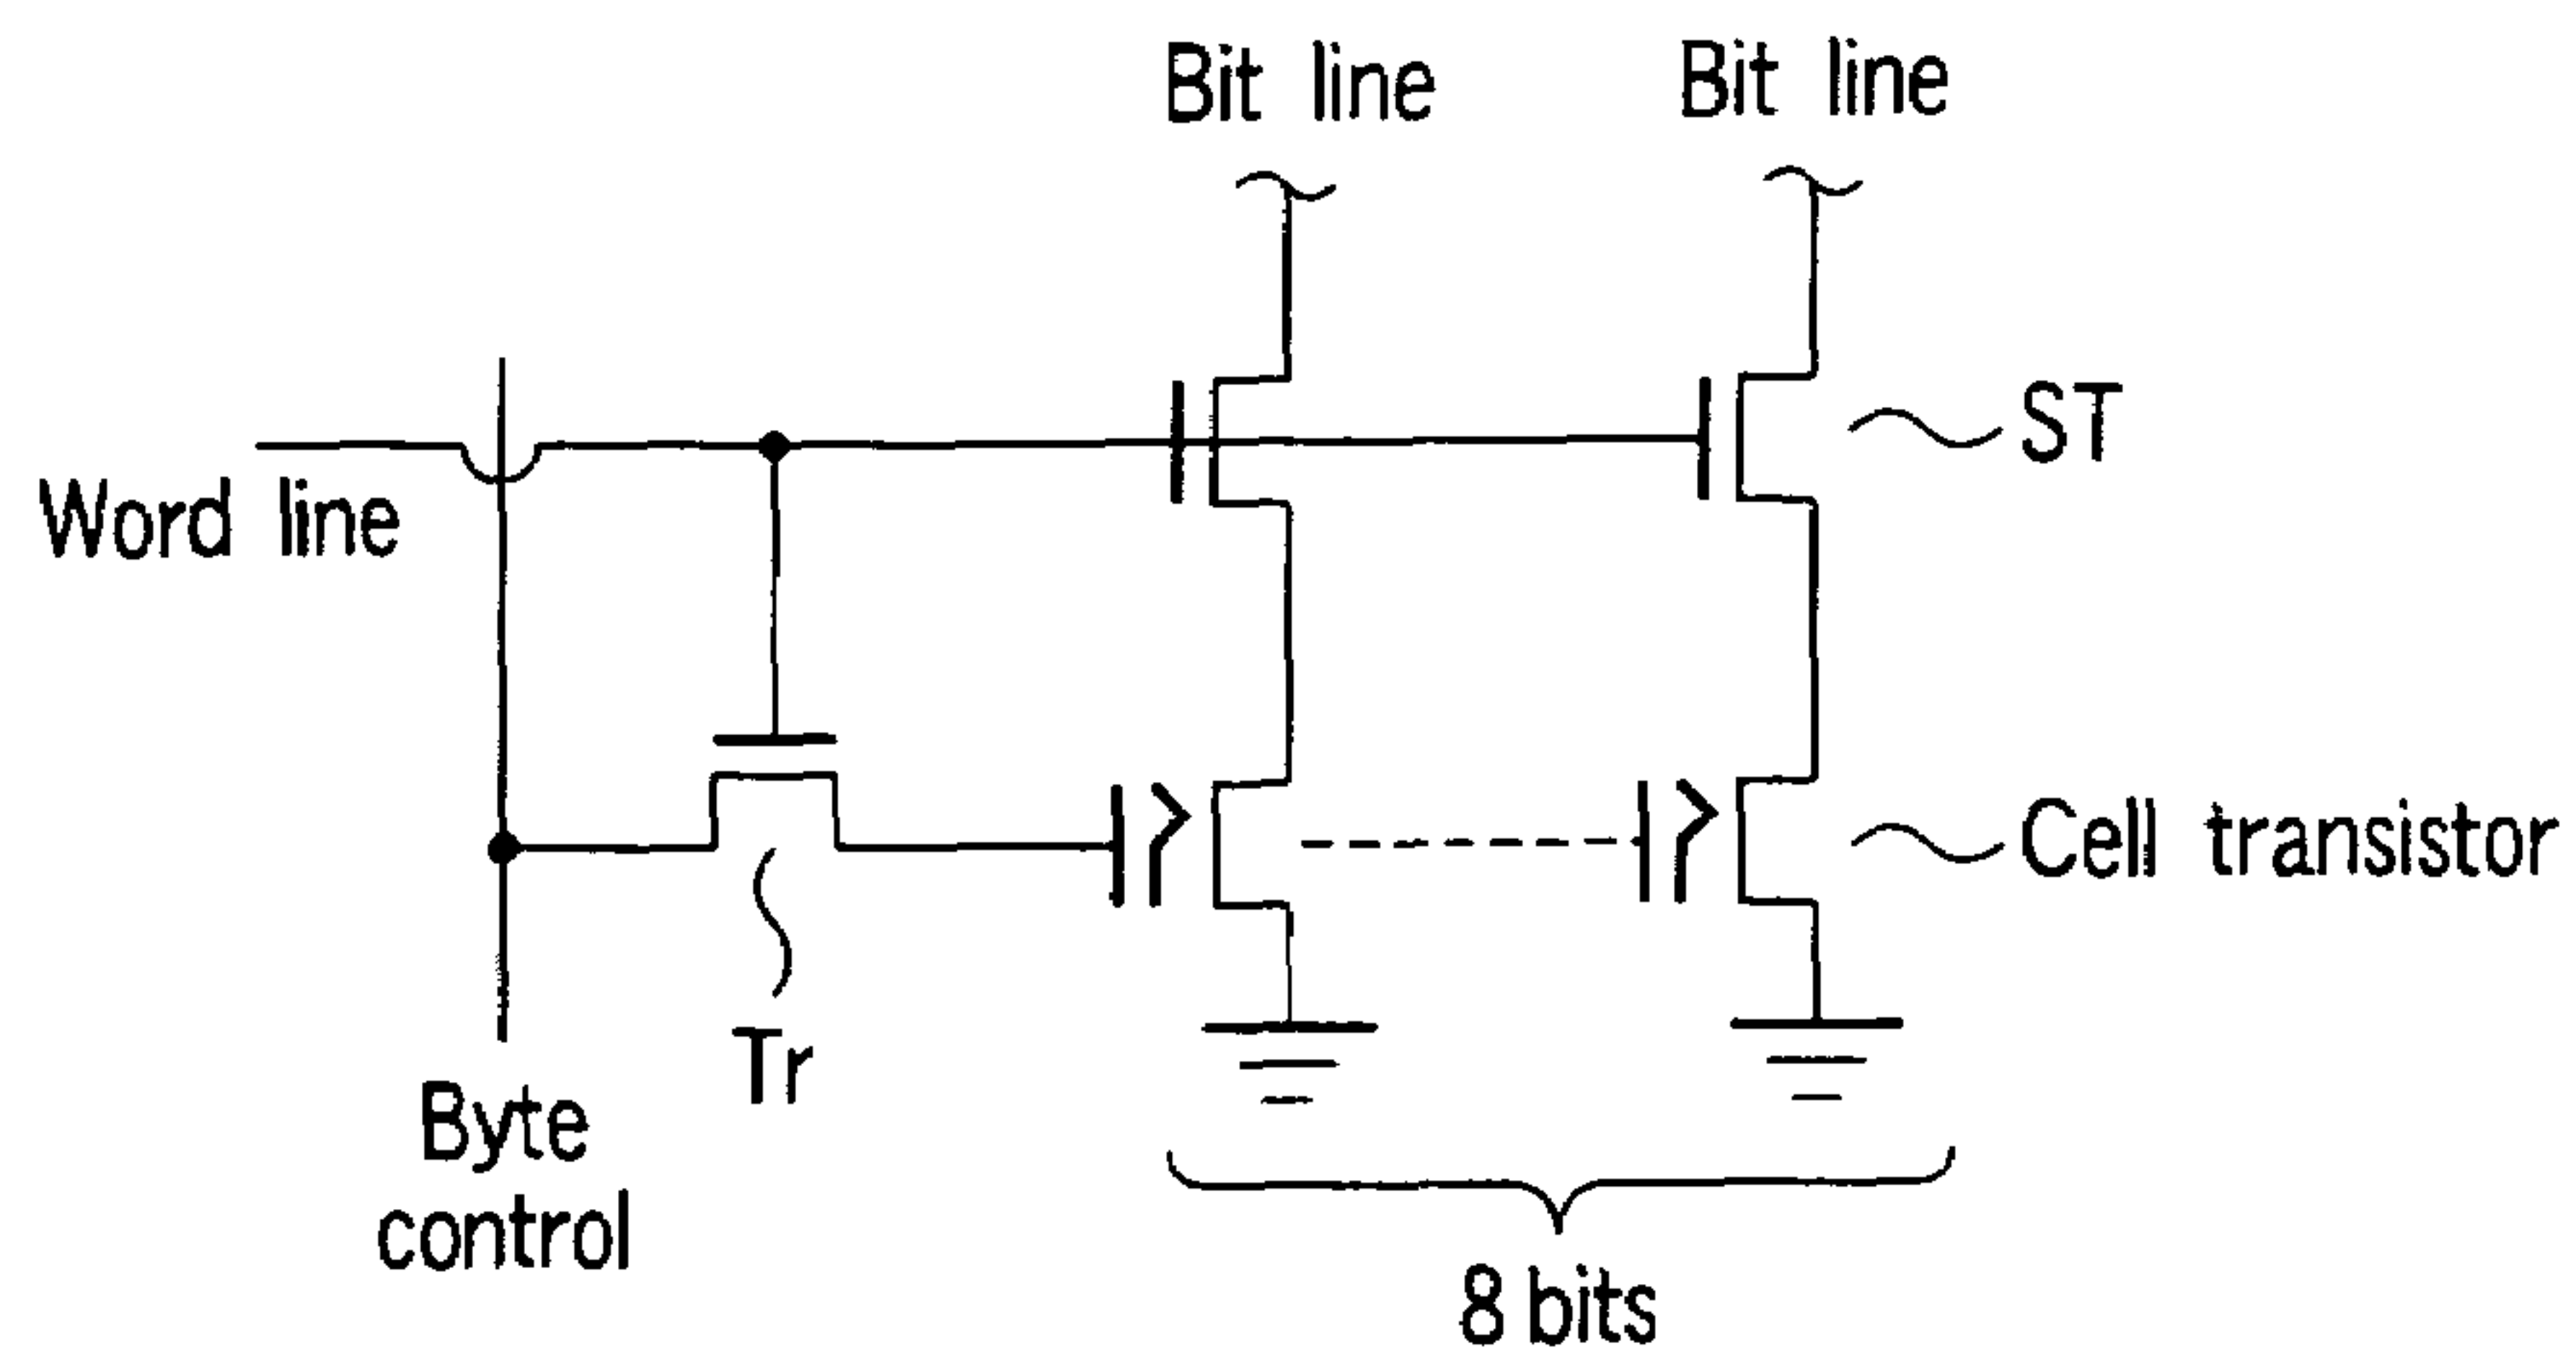 Bit line
Bit line
ST
Word line
Cell transistor
Tr
Byte
control
8 bits